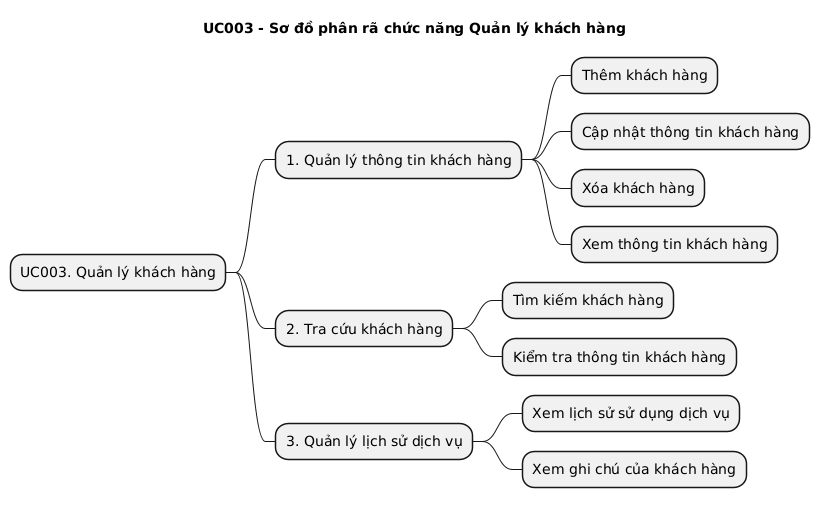 UC003 - Sơ đồ phân rã chức năng Quản lý khách hàng
UC003. Quản lý khách hàng
1. Quản lý thông tin khách hàng
Thêm khách hàng
Cập nhật thông tin khách hàng
Xóa khách hàng
Xem thông tin khách hàng
2. Tra cứu khách hàng
Tìm kiếm khách hàng
Kiểm tra thông tin khách hàng
3. Quản lý lịch sử dịch vụ
Xem lịch sử sử dụng dịch vụ
Xem ghi chú của khách hàng